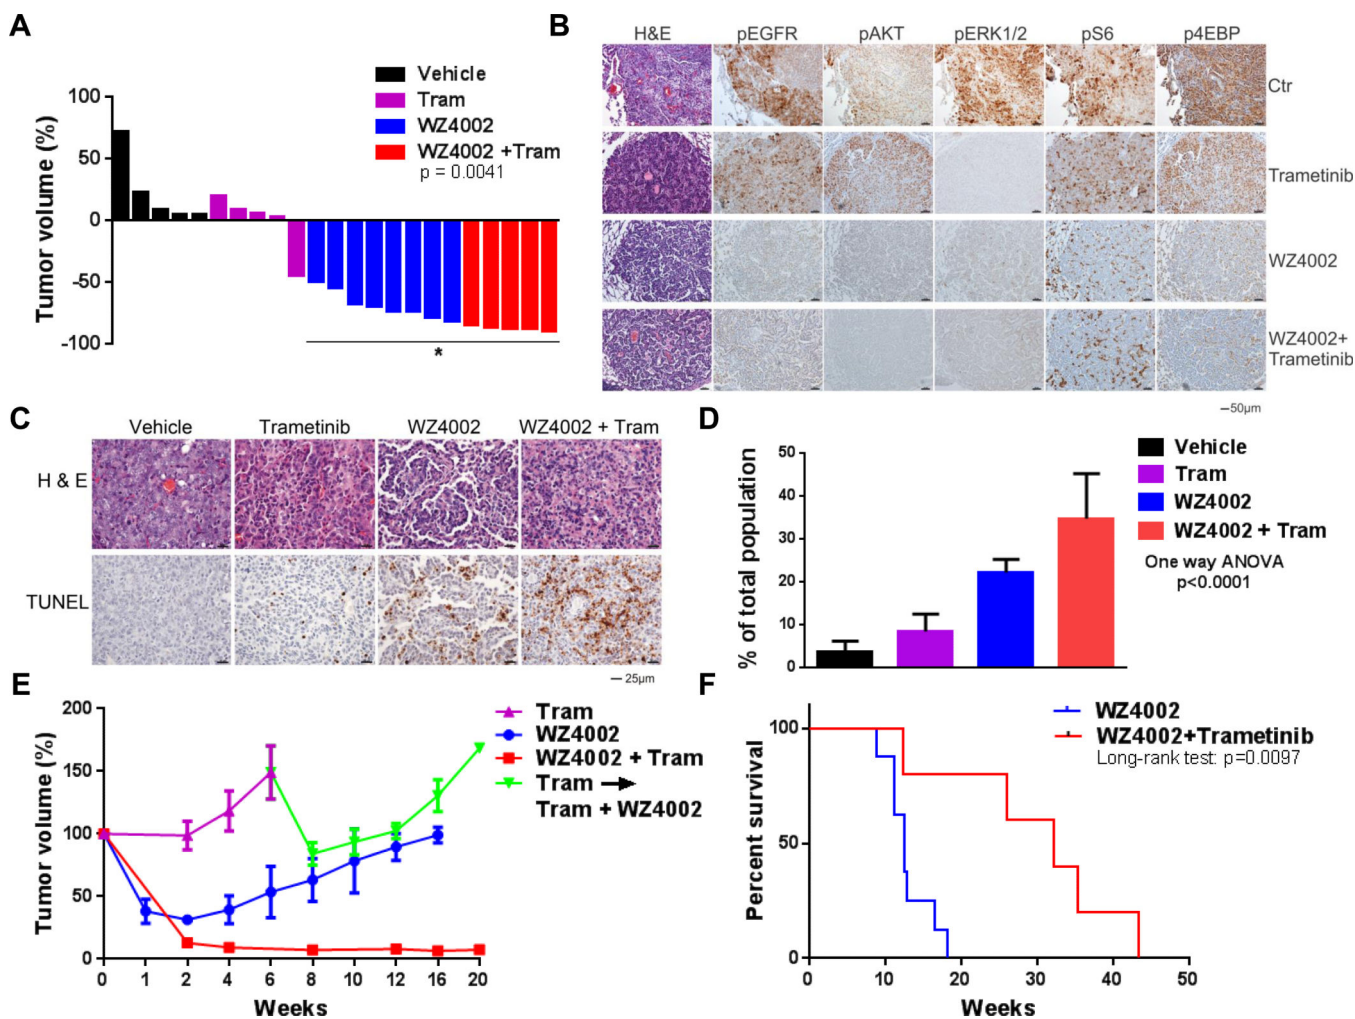 A
Vehicle
Tram
WZ4002
WZ4002 +Tram
p = 0.0041
Tumor volume (%)
100
50
0
-50
-100
*
B
H&E pEGFR pAKT pERK1/2 pS6 p4EBP
Ctr
Trametinib
WZ4002
WZ4002+
Trametinib
50µm
C
Vehicle Trametinib WZ4002 WZ4002 + Tram
H & E
TUNEL
25µm
D
Vehicle
Tram
WZ4002
WZ4002 + Tram
One way ANOVA
p<0.0001
% of total population
50
40
30
20
10
0
E
Tram
WZ4002
WZ4002 + Tram
Tram
Tram + WZ4002
Tumor volume (%)
200
150
100
50
0
0 1 2 4 6 8 10 12 16 20
Weeks
F
WZ4002
WZ4002+Trametinib
Long-rank test: p=0.0097
Percent survival
100
50
0
0 10 20 30 40 50
Weeks